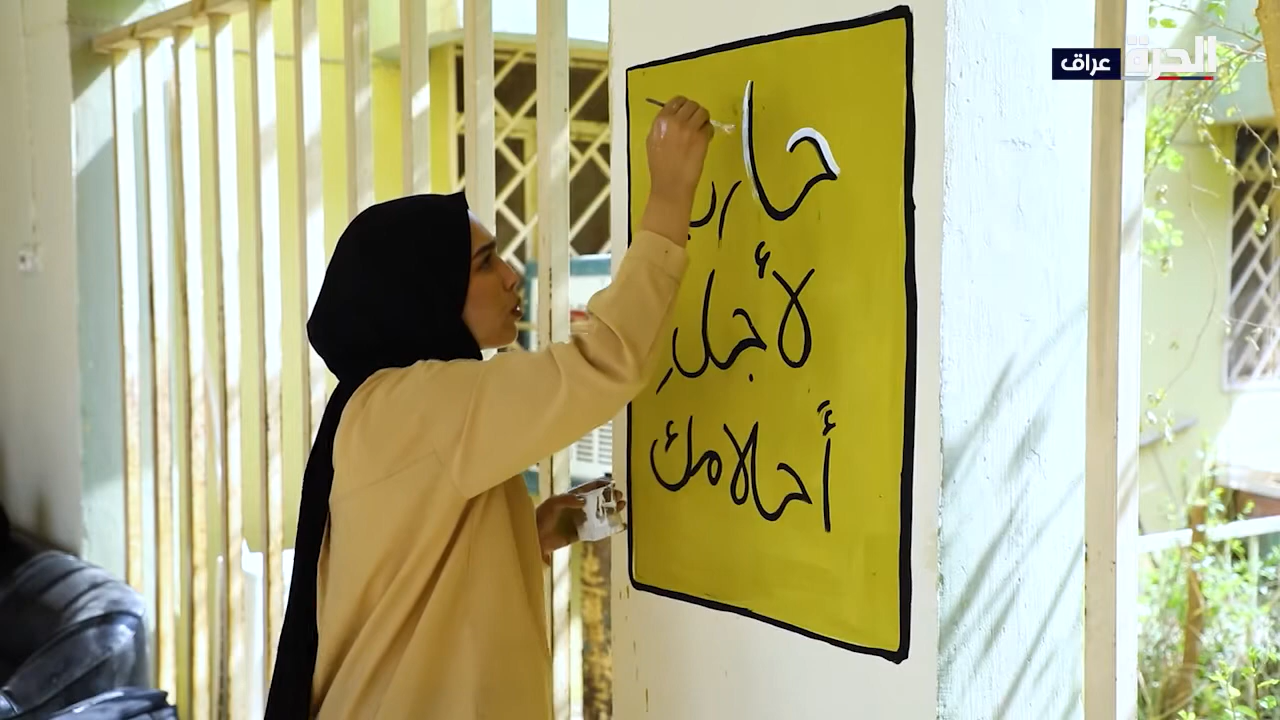 الحرة
عراق
حارب
لأجلِ
أحلامك